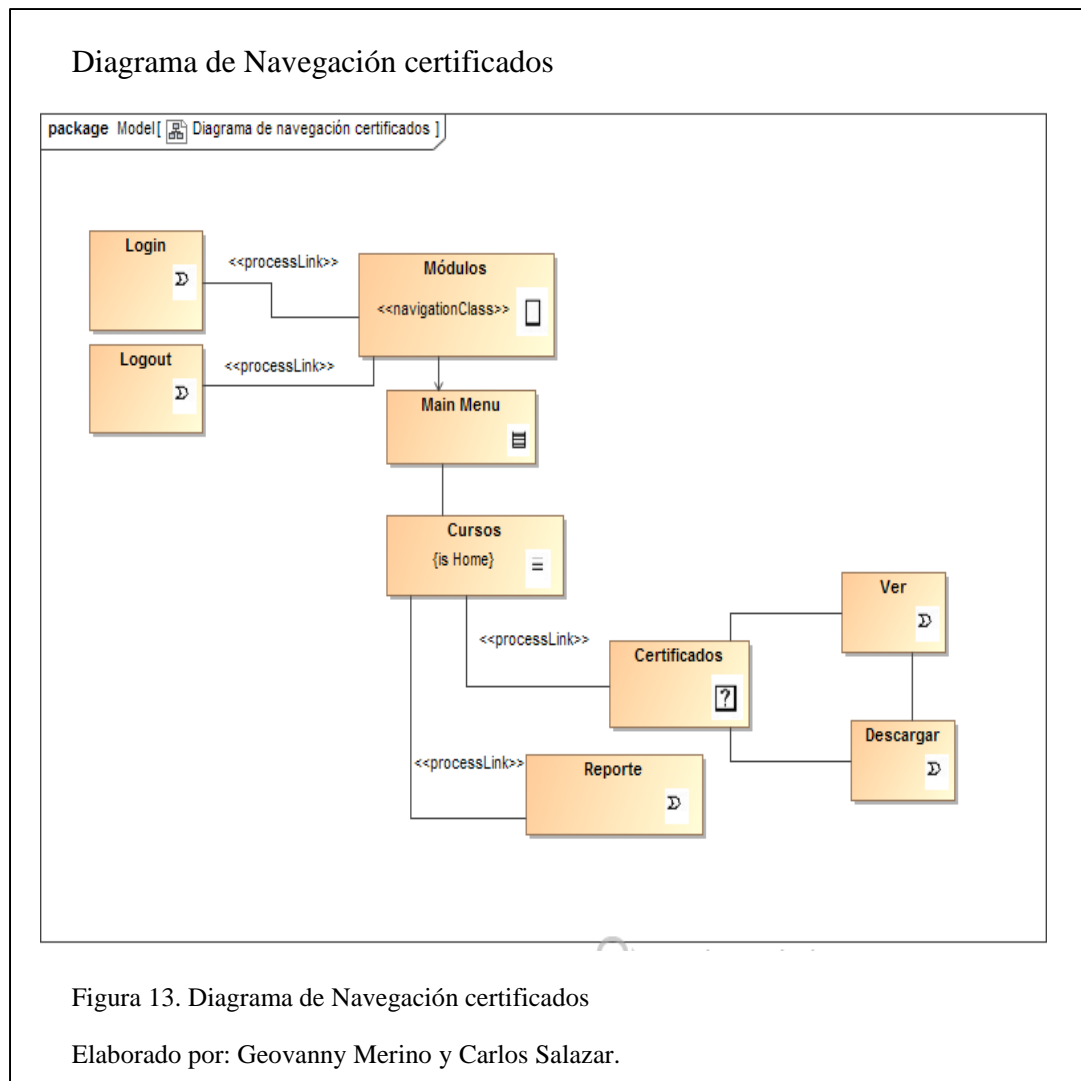 Diagrama de Navegación certificados
package Model[ Diagrama de navegación certificados ]
Login
<<processLink>>
Módulos
<<navigationClass>>
Logout
<<processLink>>
Main Menu
Cursos
{is Home}
Ver
<<processLink>>
Certificados
?
Descargar
<<processLink>>
Reporte
Figura 13. Diagrama de Navegación certificados
Elaborado por: Geovanny Merino y Carlos Salazar.